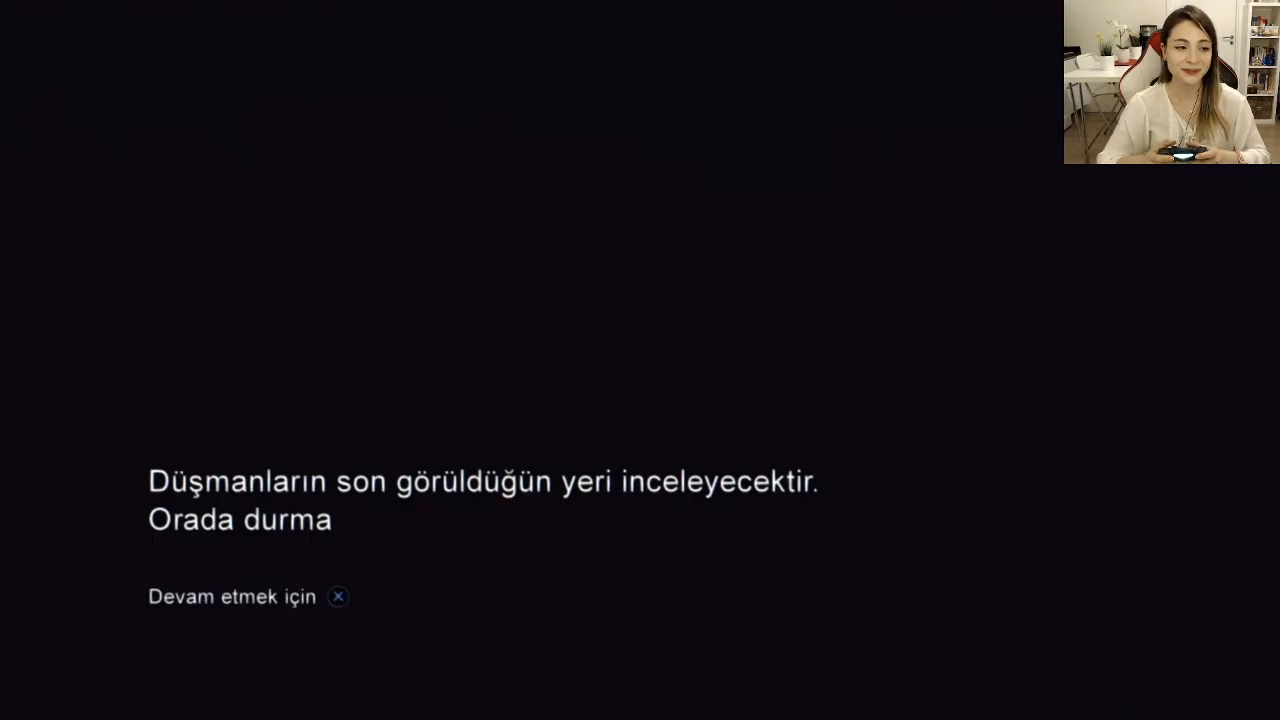 Düşmanların son görüldüğün yeri inceleyecektir.
Orada durma
Devam etmek için